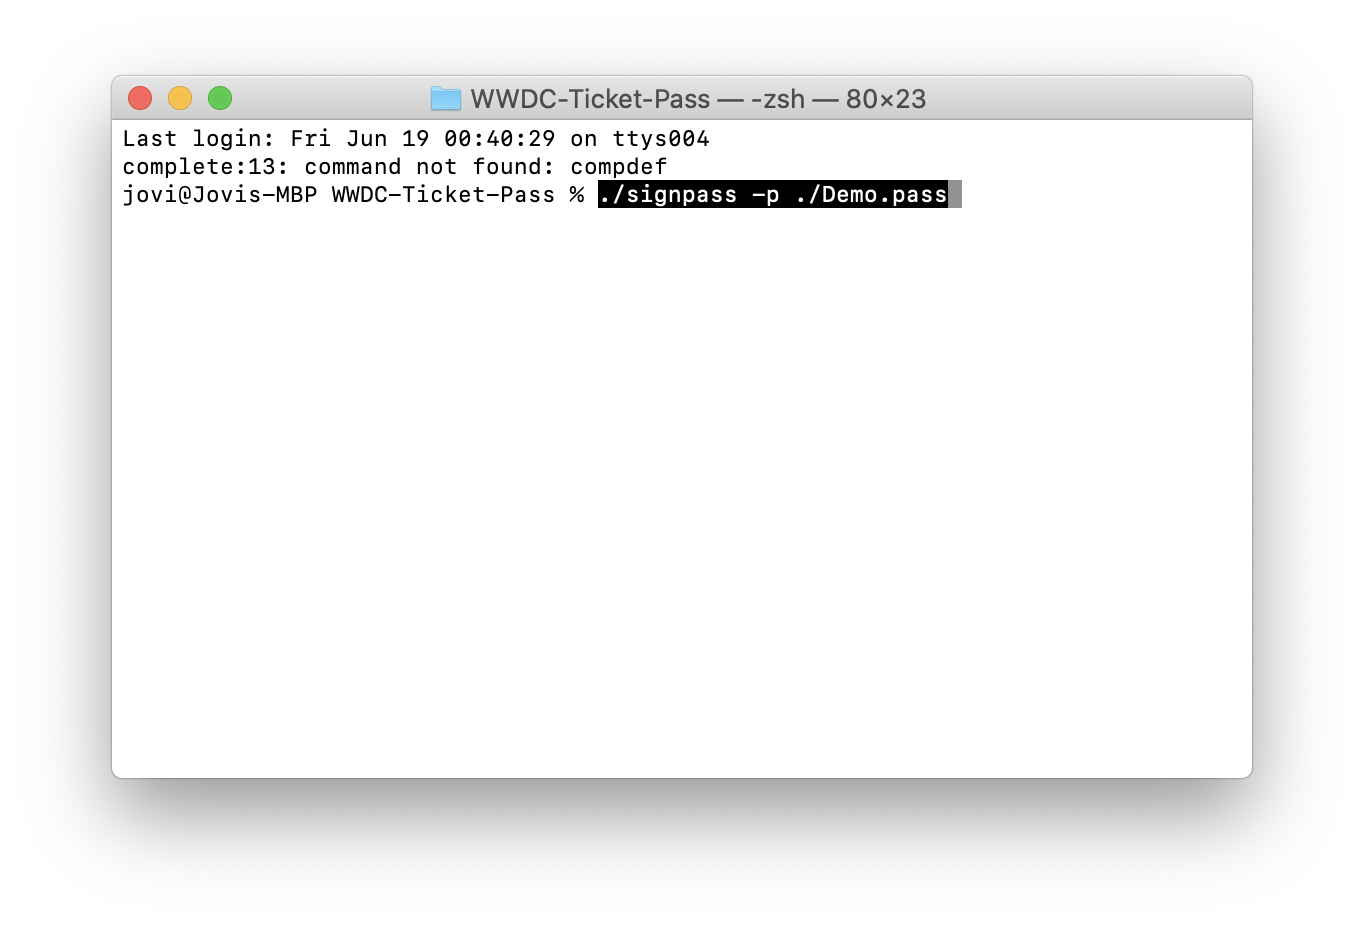 WWDC-Ticket-Pass — -zsh — 80×23
Last login: Fri Jun 19 00:40:29 on ttys004
complete:13: command not found: compdef
jovi@Jovis-MBP WWDC-Ticket-Pass % ./signpass -p ./Demo.pass